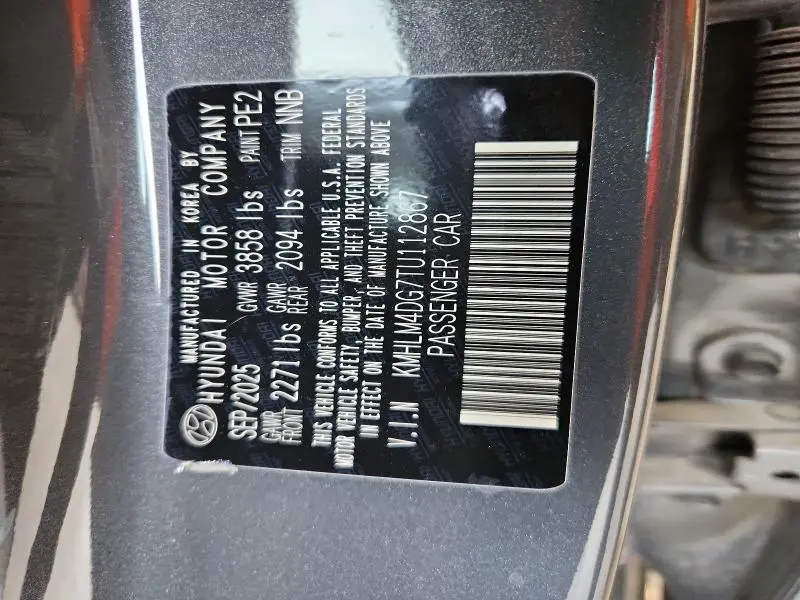 MANUFACTURED IN KOREA BY
HYUNDAI MOTOR COMPANY
SEP/2025 GVWR 3858 lbs PAINT PE2
GAWR FRONT 2271 lbs GAWR REAR 2094 lbs TRIM NNB
THIS VEHICLE CONFORMS TO ALL APPLICABLE U.S.A. FEDERAL
MOTOR VEHICLE SAFETY, BUMPER, AND THEFT PREVENTION STANDARDS
IN EFFECT ON THE DATE OF MANUFACTURE SHOWN ABOVE
V.I.N KMHLM4DG7TU112867
PASSENGER CAR